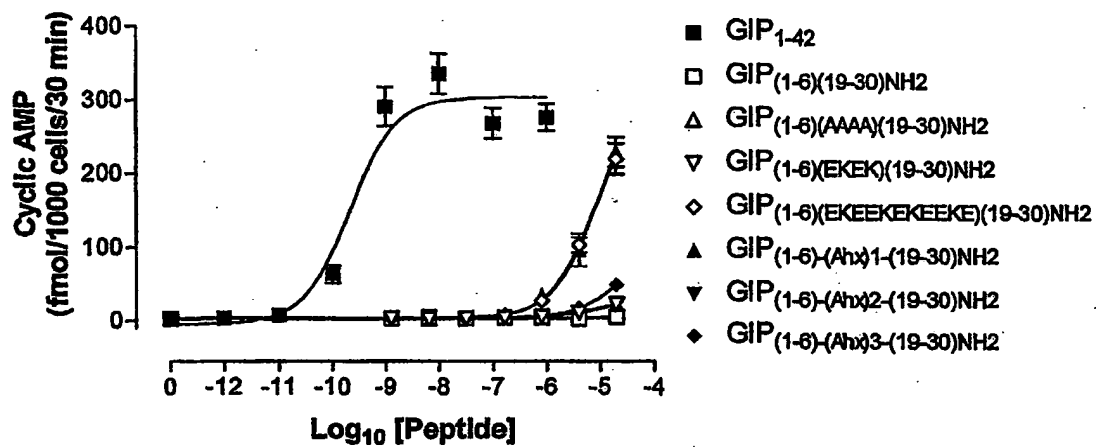 Cyclic AMP
(fmol/1000 cells/30 min)
400
300
200
100
0
0 -12 -11 -10 -9 -8 -7 -6 -5 -4
Log10 [Peptide]
GIP1-42
GIP(1-6)(19-30)NH2
GIP(1-6)(AAAA)(19-30)NH2
GIP(1-6)(EKEK)(19-30)NH2
GIP(1-6)(EKEEKEKEEKE)(19-30)NH2
GIP(1-6)-(Ahx)1-(19-30)NH2
GIP(1-6)-(Ahx)2-(19-30)NH2
GIP(1-6)-(Ahx)3-(19-30)NH2